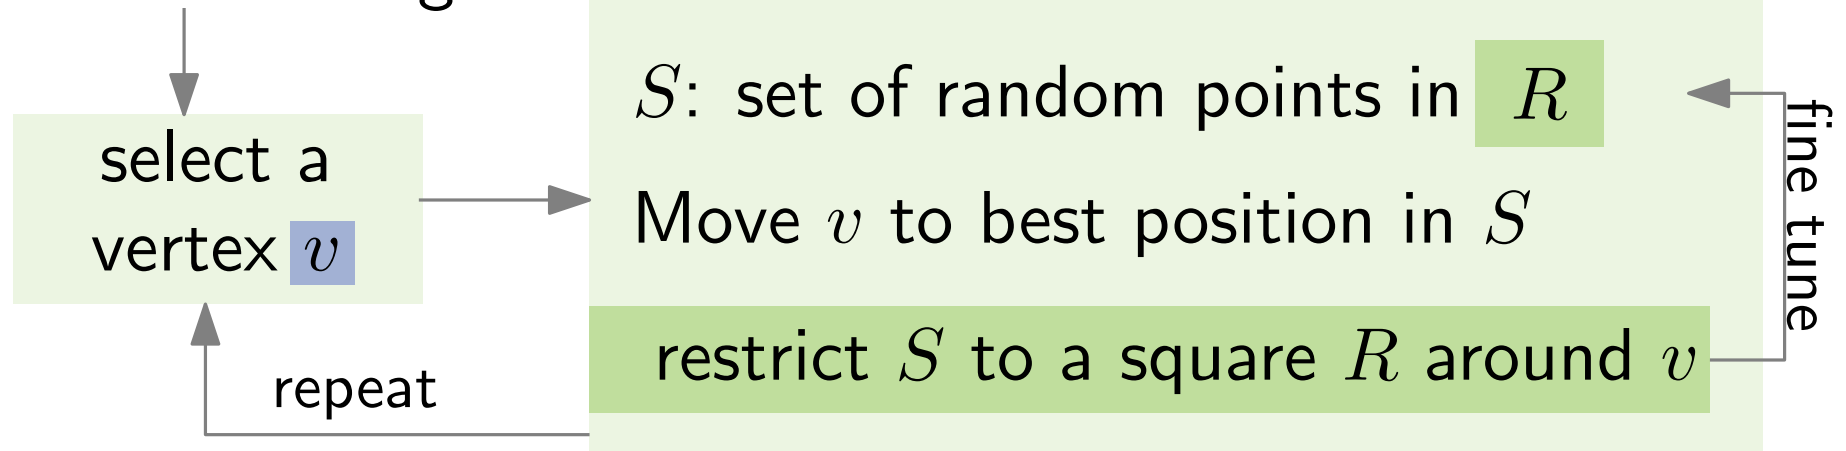 select a
vertex v
repeat
S: set of random points in R
Move v to best position in S
restrict S to a square R around v
fine tune